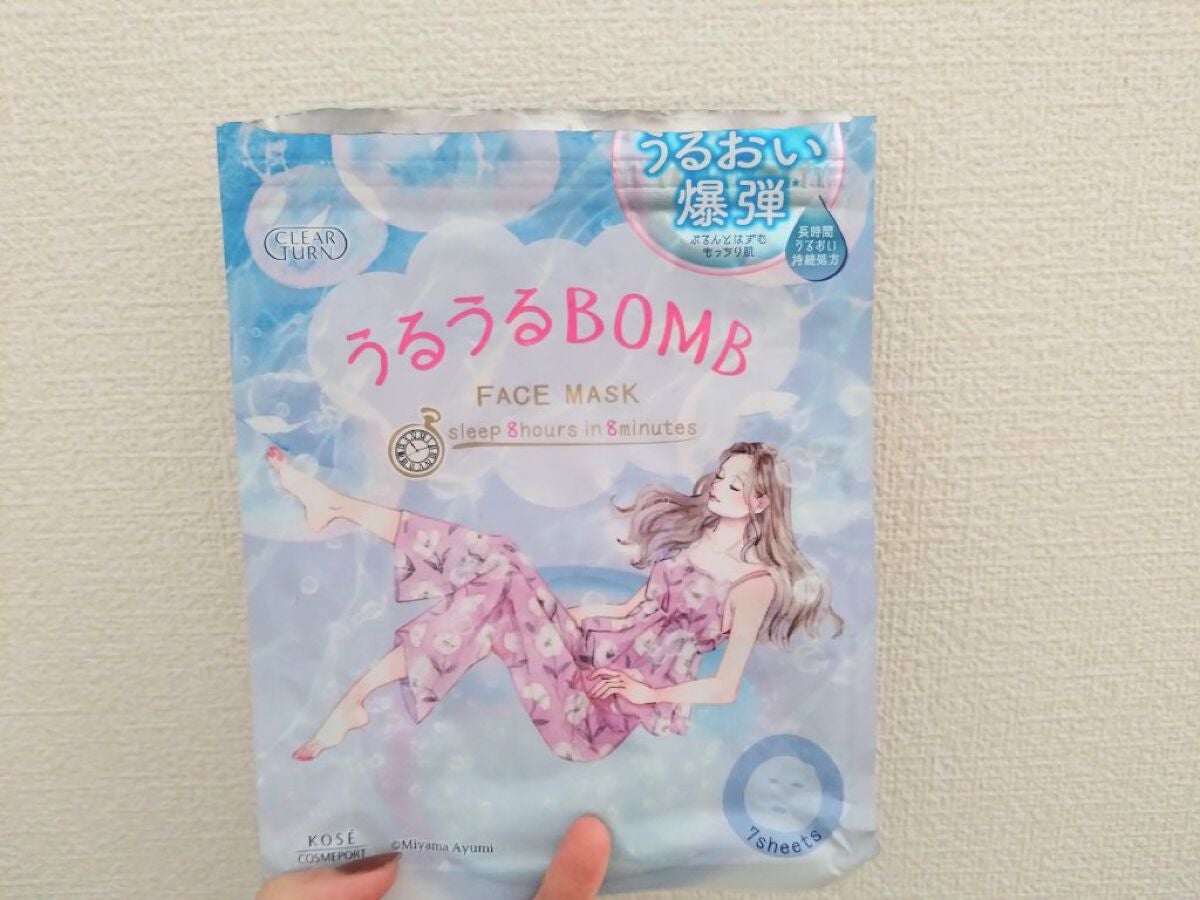 うるおい
爆弾
ぷるんとはずむ
もっちり肌
長時間
うるおい
持続処方
CLEAR
TURN
うるうるBOMB
FACE MASK
sleep 8hours in 8minutes
7sheets
KOSÉ
COSMEPORT
©Miyama Ayumi